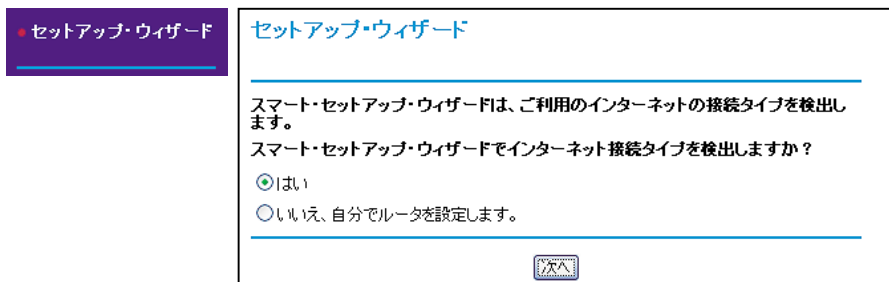 セットアップ・ウィザード
セットアップ・ウィザード
スマート・セットアップ・ウィザードは、ご利用のインターネットの接続タイプを検出し
ます。
スマート・セットアップ・ウィザードでインターネット接続タイプを検出しますか？
はい
いいえ、自分でルータを設定します。
次へ